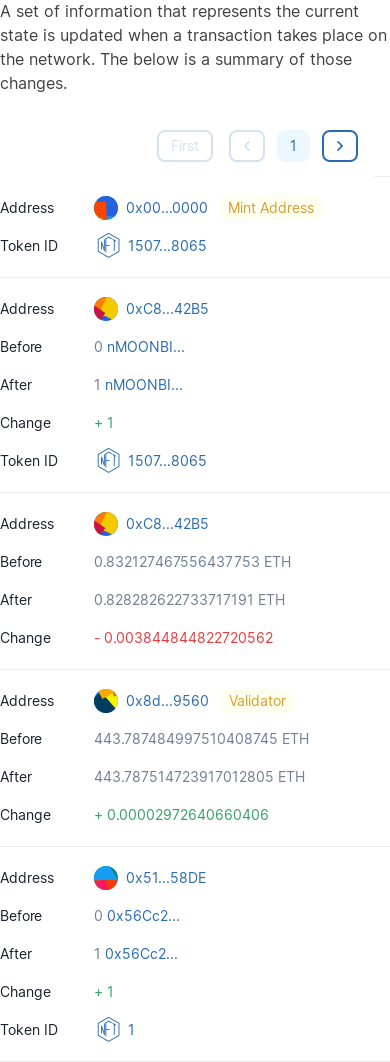 A set of information that represents the current
state is updated when a transaction takes place on
the network. The below is a summary of those
changes.
First
1
Address 0x00...0000 Mint Address
Token ID NFT 1507...8065
Address 0xC8...42B5
Before 0 nMOONBI...
After 1 nMOONBI...
Change + 1
Token ID NFT 1507...8065
Address 0xC8...42B5
Before 0.832127467556437753 ETH
After 0.828282622733717191 ETH
Change - 0.003844844822720562
Address 0x8d...9560 Validator
Before 443.787484997510408745 ETH
After 443.787514723917012805 ETH
Change + 0.00002972640660406
Address 0x51...58DE
Before 0 0x56Cc2...
After 1 0x56Cc2...
Change + 1
Token ID NFT 1